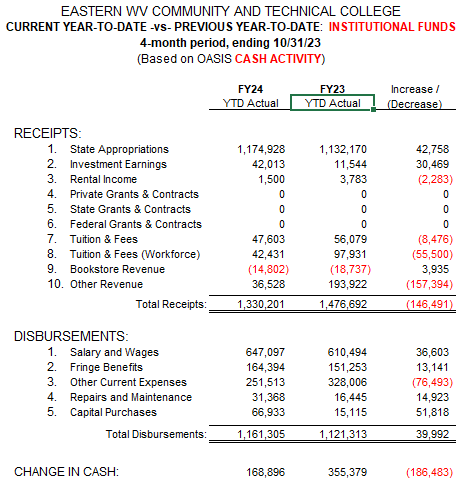 EASTERN WV COMMUNITY AND TECHNICAL COLLEGE
CURRENT YEAR-TO-DATE -vs- PREVIOUS YEAR-TO-DATE: INSTITUTIONAL FUNDS
4-month period, ending 10/31/23
(Based on OASIS CASH ACTIVITY)
FY24 FY23 Increase /
YTD Actual YTD Actual (Decrease)
RECEIPTS:
1. State Appropriations 1,174,928 1,132,170 42,758
2. Investment Earnings 42,013 11,544 30,469
3. Rental Income 1,500 3,783 (2,283)
4. Private Grants & Contracts 0 0 0
5. State Grants & Contracts 0 0 0
6. Federal Grants & Contracts 0 0 0
7. Tuition & Fees 47,603 56,079 (8,476)
8. Tuition & Fees (Workforce) 42,431 97,931 (55,500)
9. Bookstore Revenue (14,802) (18,737) 3,935
10. Other Revenue 36,528 193,922 (157,394)
Total Receipts: 1,330,201 1,476,692 (146,491)
DISBURSEMENTS:
1. Salary and Wages 647,097 610,494 36,603
2. Fringe Benefits 164,394 151,253 13,141
3. Other Current Expenses 251,513 328,006 (76,493)
4. Repairs and Maintenance 31,368 16,445 14,923
5. Capital Purchases 66,933 15,115 51,818
Total Disbursements: 1,161,305 1,121,313 39,992
CHANGE IN CASH: 168,896 355,379 (186,483)